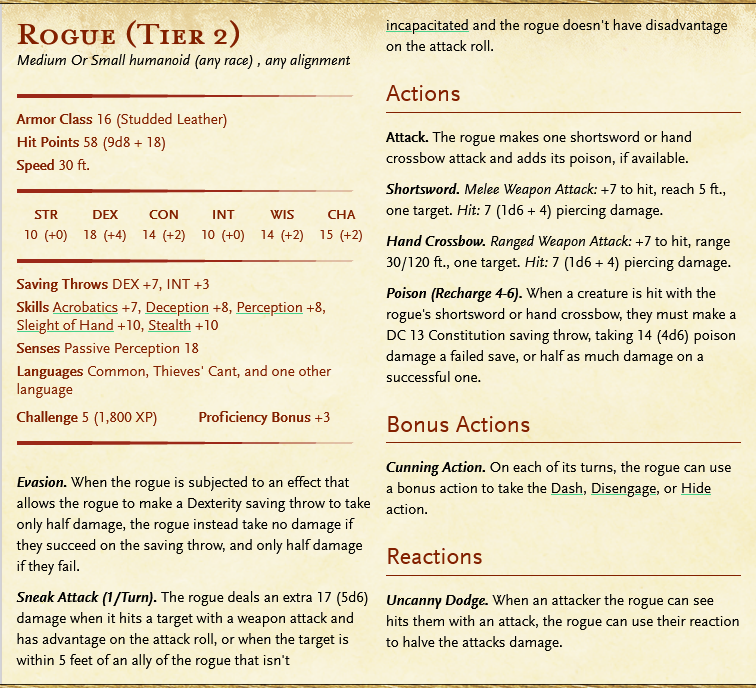 Rogue (Tier 2)
Medium Or Small humanoid (any race) , any alignment
Armor Class 16 (Studded Leather)
Hit Points 58 (9d8 + 18)
Speed 30 ft.
STR DEX CON INT WIS CHA
10 (+0) 18 (+4) 14 (+2) 10 (+0) 14 (+2) 15 (+2)
Saving Throws DEX +7, INT +3
Skills Acrobatics +7, Deception +8, Perception +8,
Sleight of Hand +10, Stealth +10
Senses Passive Perception 18
Languages Common, Thieves' Cant, and one other
language
Challenge 5 (1,800 XP) Proficiency Bonus +3
Evasion. When the rogue is subjected to an effect that
allows the rogue to make a Dexterity saving throw to take
only half damage, the rogue instead take no damage if
they succeed on the saving throw, and only half damage
if they fail.
Sneak Attack (1/Turn). The rogue deals an extra 17 (5d6)
damage when it hits a target with a weapon attack and
has advantage on the attack roll, or when the target is
within 5 feet of an ally of the rogue that isn't
incapacitated and the rogue doesn't have disadvantage
on the attack roll.
Actions
Attack. The rogue makes one shortsword or hand
crossbow attack and adds its poison, if available.
Shortsword. Melee Weapon Attack: +7 to hit, reach 5 ft.,
one target. Hit: 7 (1d6 + 4) piercing damage.
Hand Crossbow. Ranged Weapon Attack: +7 to hit, range
30/120 ft., one target. Hit: 7 (1d6 + 4) piercing damage.
Poison (Recharge 4-6). When a creature is hit with the
rogue's shortsword or hand crossbow, they must make a
DC 13 Constitution saving throw, taking 14 (4d6) poison
damage a failed save, or half as much damage on a
successful one.
Bonus Actions
Cunning Action. On each of its turns, the rogue can use
a bonus action to take the Dash, Disengage, or Hide
action.
Reactions
Uncanny Dodge. When an attacker the rogue can see
hits them with an attack, the rogue can use their reaction
to halve the attacks damage.